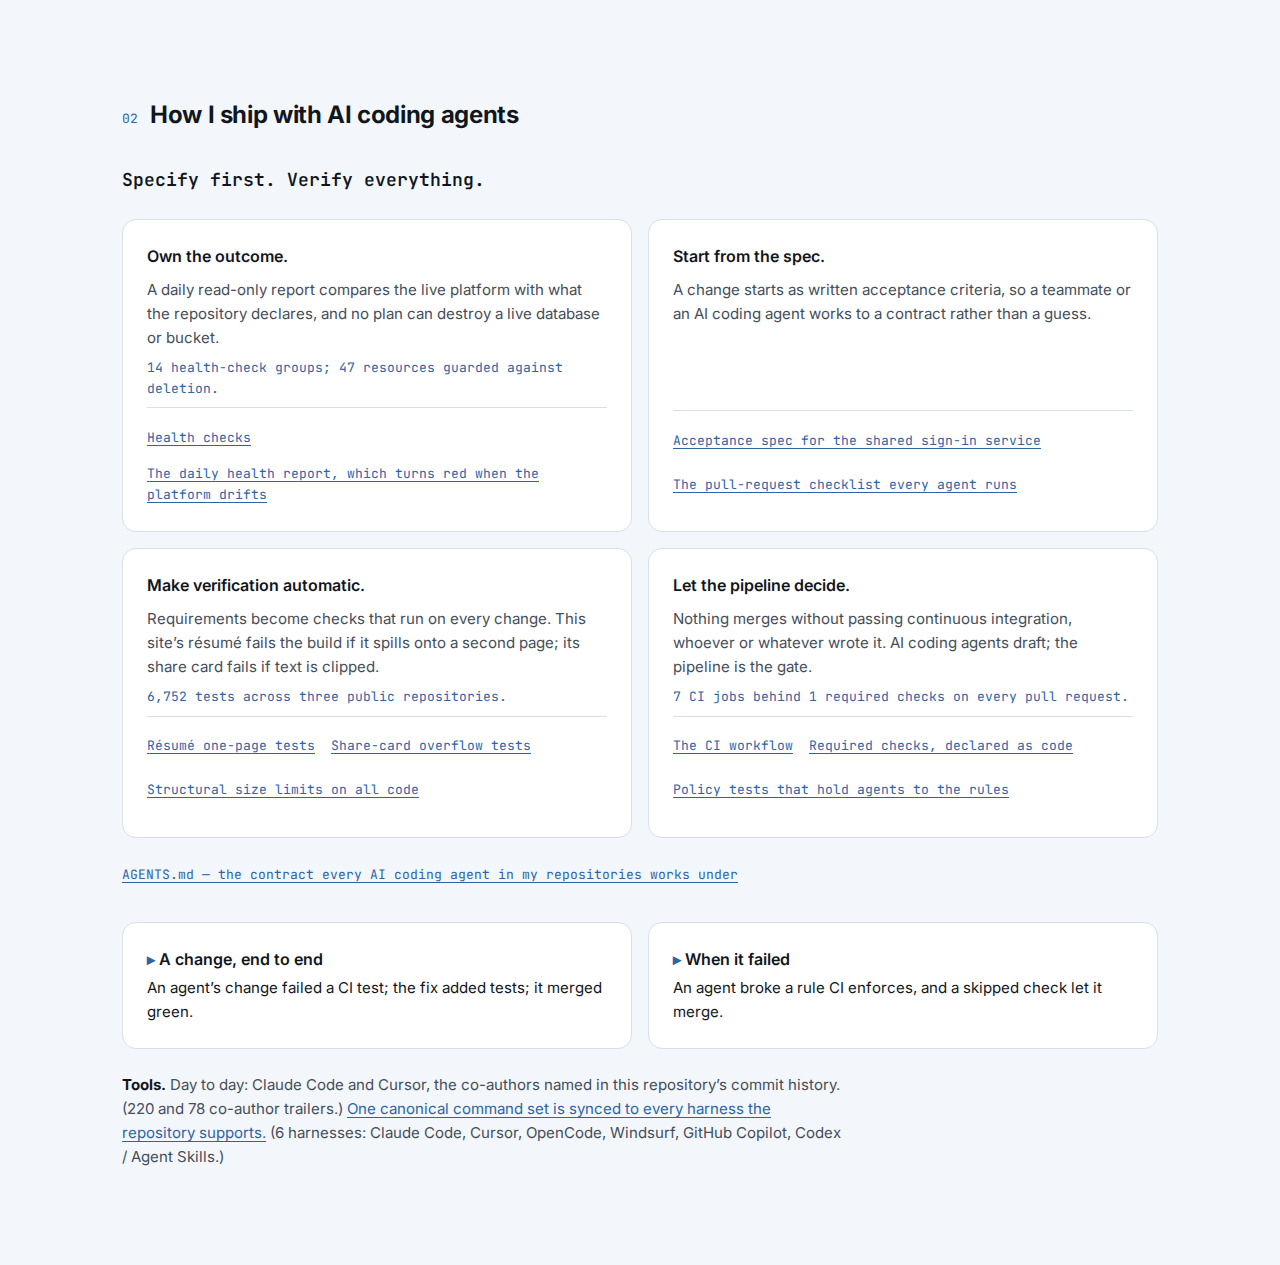 02 How I ship with AI coding agents
Specify first. Verify everything.
Own the outcome.
A daily read-only report compares the live platform with what
the repository declares, and no plan can destroy a live database
or bucket.
14 health-check groups; 47 resources guarded against
deletion.
Health checks
The daily health report, which turns red when the
platform drifts
Start from the spec.
A change starts as written acceptance criteria, so a teammate or
an AI coding agent works to a contract rather than a guess.
Acceptance spec for the shared sign-in service
The pull-request checklist every agent runs
Make verification automatic.
Requirements become checks that run on every change. This
site’s résumé fails the build if it spills onto a second page; its
share card fails if text is clipped.
6,752 tests across three public repositories.
Résumé one-page tests Share-card overflow tests
Structural size limits on all code
Let the pipeline decide.
Nothing merges without passing continuous integration,
whoever or whatever wrote it. AI coding agents draft; the
pipeline is the gate.
7 CI jobs behind 1 required checks on every pull request.
The CI workflow Required checks, declared as code
Policy tests that hold agents to the rules
AGENTS.md — the contract every AI coding agent in my repositories works under
▸ A change, end to end
An agent’s change failed a CI test; the fix added tests; it merged
green.
▸ When it failed
An agent broke a rule CI enforces, and a skipped check let it
merge.
Tools. Day to day: Claude Code and Cursor, the co-authors named in this repository’s commit history.
(220 and 78 co-author trailers.) One canonical command set is synced to every harness the
repository supports. (6 harnesses: Claude Code, Cursor, OpenCode, Windsurf, GitHub Copilot, Codex
/ Agent Skills.)